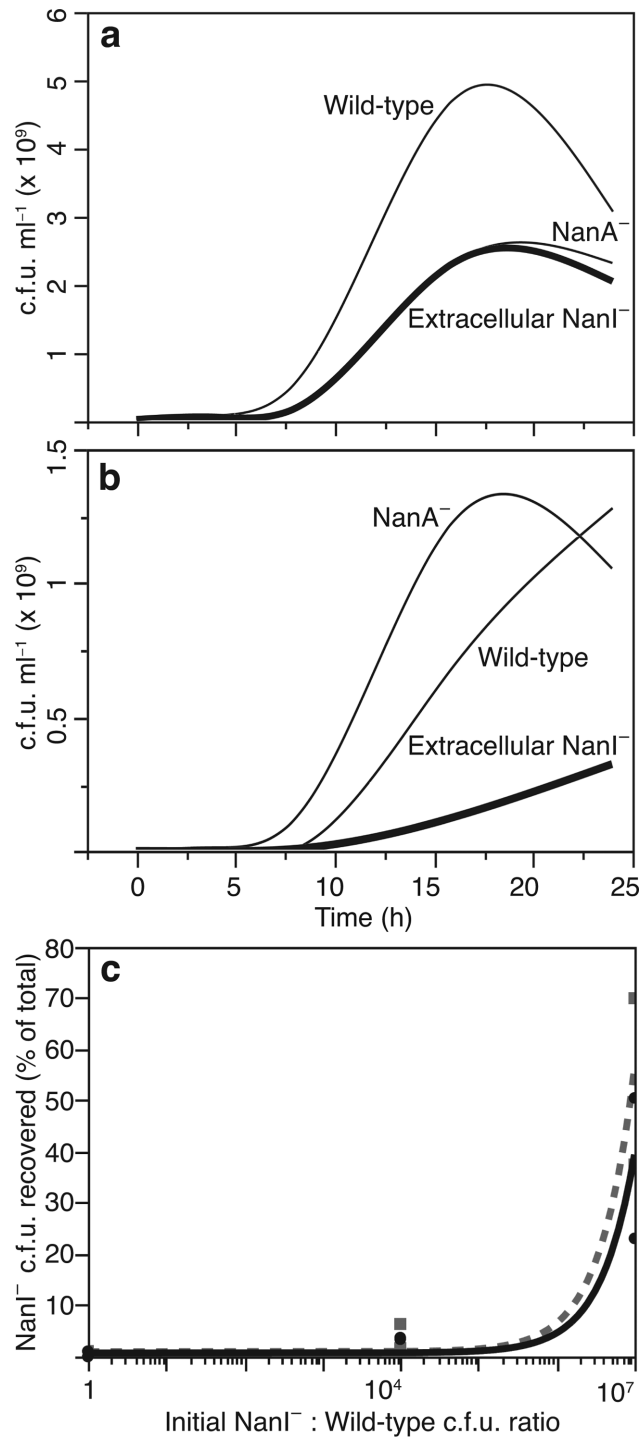 a
6
5
4
3
2
1
c.f.u. ml⁻¹ (x 10⁹)
Wild-type
NanA⁻
Extracellular NanI⁻
b
1.5
1
0.5
c.f.u. ml⁻¹ (x 10⁹)
NanA⁻
Wild-type
Extracellular NanI⁻
0 5 10 15 20 25
Time (h)
c
80
70
60
50
40
30
20
10
NanI⁻ c.f.u. recovered (% of total)
1 10⁴ 10⁷
Initial NanI⁻ : Wild-type c.f.u. ratio